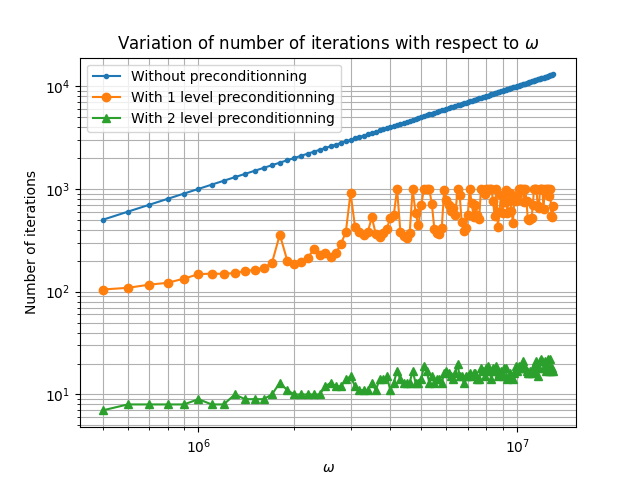 Variation of number of iterations with respect to ω
Without preconditionning
With 1 level preconditionning
With 2 level preconditionning
Number of iterations
10⁴
10³
10²
10¹
10⁶
10⁷
ω